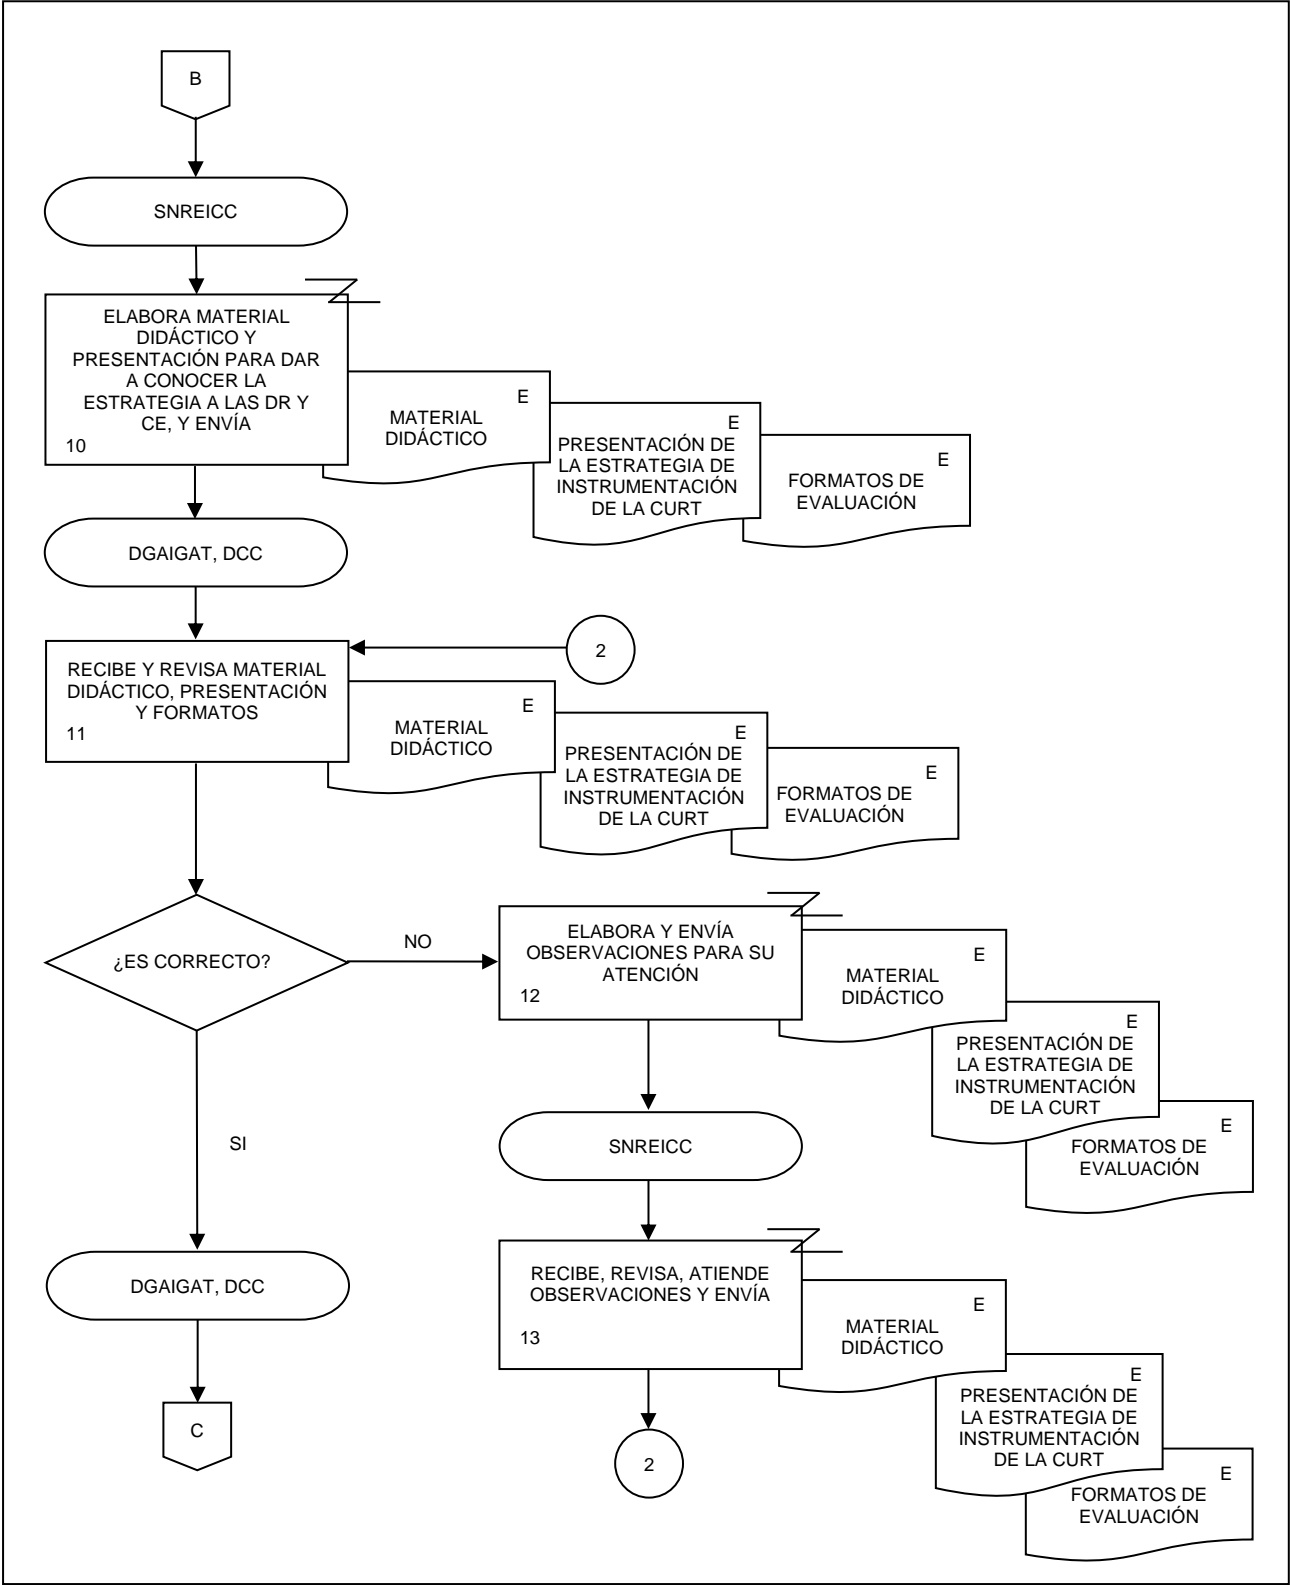 B
SNREICC
ELABORA MATERIAL
DIDÁCTICO Y
PRESENTACIÓN PARA DAR
A CONOCER LA
ESTRATEGIA A LAS DR Y
CE, Y ENVÍA
10
E
MATERIAL
DIDÁCTICO
E
PRESENTACIÓN DE
LA ESTRATEGIA DE
INSTRUMENTACIÓN
DE LA CURT
E
FORMATOS DE
EVALUACIÓN
DGAIGAT, DCC
2
RECIBE Y REVISA MATERIAL
DIDÁCTICO, PRESENTACIÓN
Y FORMATOS
11
E
MATERIAL
DIDÁCTICO
E
PRESENTACIÓN DE
LA ESTRATEGIA DE
INSTRUMENTACIÓN
DE LA CURT
E
FORMATOS DE
EVALUACIÓN
¿ES CORRECTO?
NO
ELABORA Y ENVÍA
OBSERVACIONES PARA SU
ATENCIÓN
12
E
MATERIAL
DIDÁCTICO
E
PRESENTACIÓN DE
LA ESTRATEGIA DE
INSTRUMENTACIÓN
DE LA CURT
E
FORMATOS DE
EVALUACIÓN
SI
SNREICC
DGAIGAT, DCC
RECIBE, REVISA, ATIENDE
OBSERVACIONES Y ENVÍA
13
E
MATERIAL
DIDÁCTICO
E
PRESENTACIÓN DE
LA ESTRATEGIA DE
INSTRUMENTACIÓN
DE LA CURT
E
FORMATOS DE
EVALUACIÓN
C
2